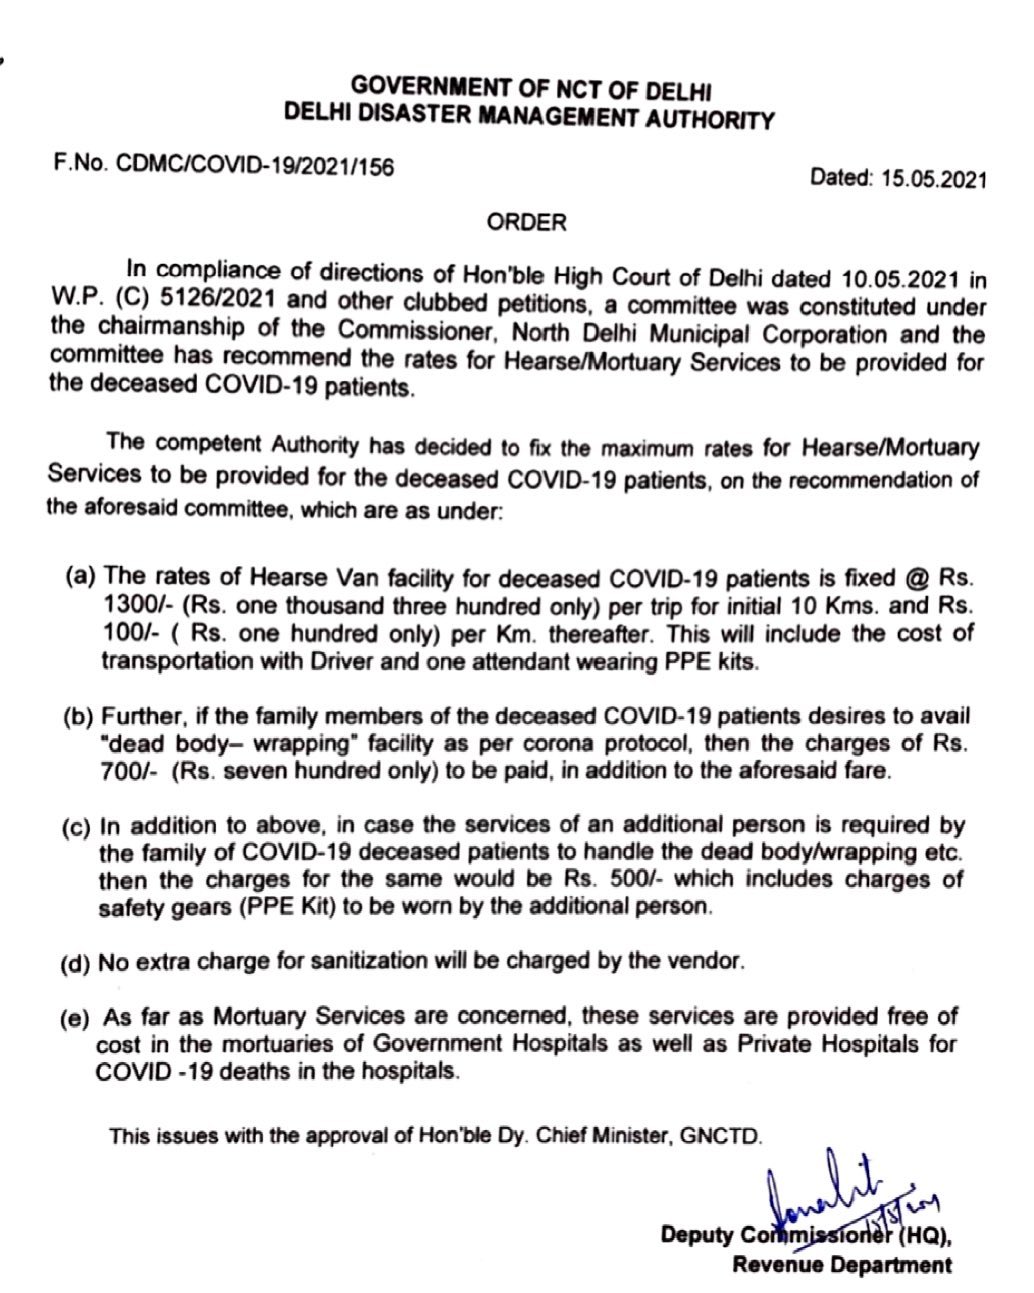 GOVERNMENT OF NCT OF DELHI
DELHI DISASTER MANAGEMENT AUTHORITY
F.No. CDMC/COVID-19/2021/156
Dated: 15.05.2021
ORDER
In compliance of directions of Hon'ble High Court of Delhi dated 10.05.2021 in
W.P. (C) 5126/2021 and other clubbed petitions, a committee was constituted under
the chairmanship of the Commissioner, North Delhi Municipal Corporation and the
committee has recommend the rates for Hearse/Mortuary Services to be provided for
the deceased COVID-19 patients.
The competent Authority has decided to fix the maximum rates for Hearse/Mortuary
Services to be provided for the deceased COVID-19 patients, on the recommendation of
the aforesaid committee, which are as under:
(a) The rates of Hearse Van facility for deceased COVID-19 patients is fixed @ Rs.
1300/- (Rs. one thousand three hundred only) per trip for initial 10 Kms. and Rs.
100/- ( Rs. one hundred only) per Km. thereafter. This will include the cost of
transportation with Driver and one attendant wearing PPE kits.
(b) Further, if the family members of the deceased COVID-19 patients desires to avail
"dead body– wrapping" facility as per corona protocol, then the charges of Rs.
700/- (Rs. seven hundred only) to be paid, in addition to the aforesaid fare.
(c) In addition to above, in case the services of an additional person is required by
the family of COVID-19 deceased patients to handle the dead body/wrapping etc.
then the charges for the same would be Rs. 500/- which includes charges of
safety gears (PPE Kit) to be worn by the additional person.
(d) No extra charge for sanitization will be charged by the vendor.
(e) As far as Mortuary Services are concerned, these services are provided free of
cost in the mortuaries of Government Hospitals as well as Private Hospitals for
COVID -19 deaths in the hospitals.
This issues with the approval of Hon'ble Dy. Chief Minister, GNCTD.
Deputy Commissioner (HQ),
Revenue Department